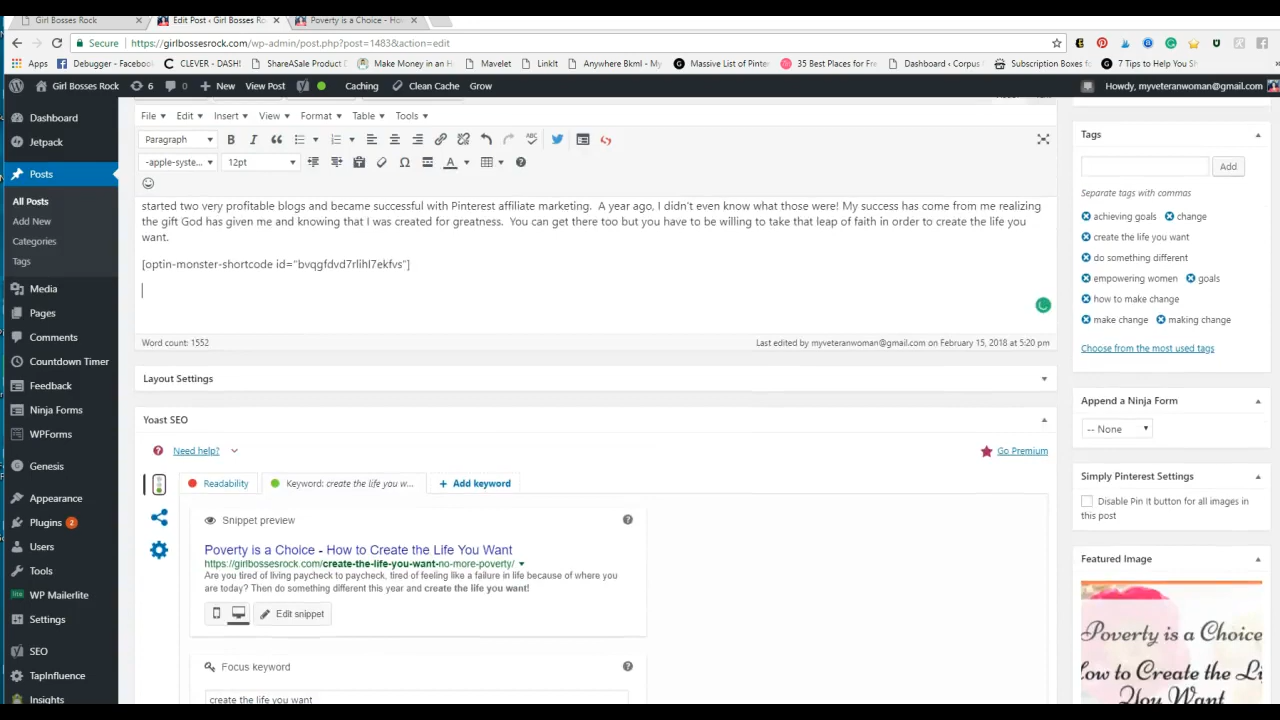 Girl Bosses Rock
Edit Post ‹ Girl Bosses Ro
Poverty is a Choice - Ho
Secure
https://girlbossesrock.com/wp-admin/post.php?post=1483&action=edit
Apps
Debugger - Facebook
CLEVER - DASH!
ShareASale Product D
Make Money in an H
Mavelet
LinkIt
Anywhere Bkml - My
Massive List of Pinter
35 Best Places for Fre
Dashboard ‹ Corpus
Subscription Boxes fo
7 Tips to Help You Sh
Girl Bosses Rock
6
0
New
View Post
Caching
Clean Cache
Grow
Howdy, myveteranwoman@gmail.com
Dashboard
Jetpack
Posts
All Posts
Add New
Categories
Tags
Media
Pages
Comments
Countdown Timer
Feedback
Ninja Forms
WPForms
Genesis
Appearance
Plugins 2
Users
Tools
WP Mailerlite
Settings
SEO
TapInfluence
Insights
File
Edit
Insert
View
Format
Table
Tools
Paragraph
B
I
ABC
-apple-syste...
12pt
A
started two very profitable blogs and became successful with Pinterest affiliate marketing. A year ago, I didn't even know what those were! My success has come from me realizing
the gift God has given me and knowing that I was created for greatness. You can get there too but you have to be willing to take that leap of faith in order to create the life you
want.
[optin-monster-shortcode id="bvqgfdvd7rlihl7ekfvs"]
Word count: 1552
Last edited by myveteranwoman@gmail.com on February 15, 2018 at 5:20 pm
Layout Settings
Yoast SEO
Need help?
Go Premium
Readability
Keyword: create the life you w...
+ Add keyword
Snippet preview
Poverty is a Choice - How to Create the Life You Want
https://girlbossesrock.com/create-the-life-you-want-no-more-poverty/
Are you tired of living paycheck to paycheck, tired of feeling like a failure in life because of where you
are today? Then do something different this year and create the life you want!
Edit snippet
Focus keyword
create the life you want
Tags
Add
Separate tags with commas
achieving goals
change
create the life you want
do something different
empowering women
goals
how to make change
make change
making change
Choose from the most used tags
Append a Ninja Form
-- None
Simply Pinterest Settings
Disable Pin It button for all images in
this post
Featured Image
Poverty is a Choice
How to Create the Li
You Want